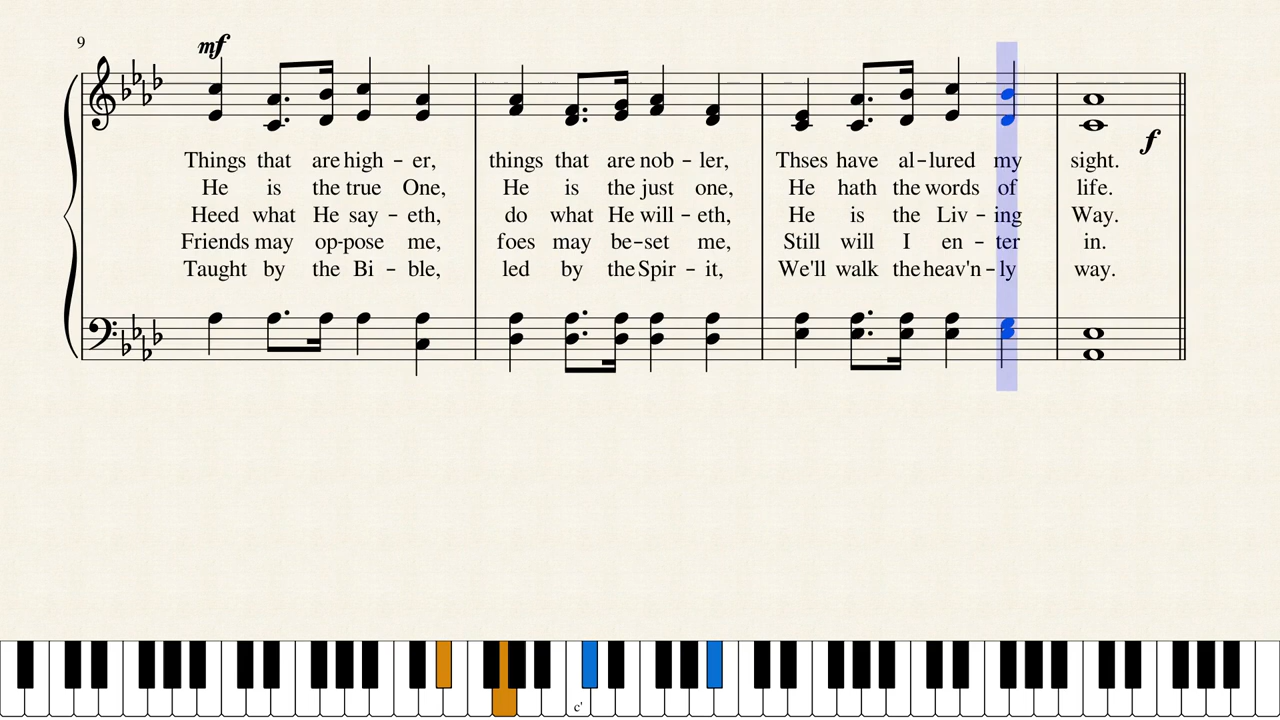 9
mf
Things that are high – er, things that are nob – ler, Thses have al – lured my sight.
f
He is the true One, He is the just one, He hath the words of life.
Heed what He say – eth, do what He will – eth, He is the Liv – ing Way.
Friends may op-pose me, foes may be–set me, Still will I en – ter in.
Taught by the Bi – ble, led by the Spir – it, We'll walk the heav'n – ly way.
c'